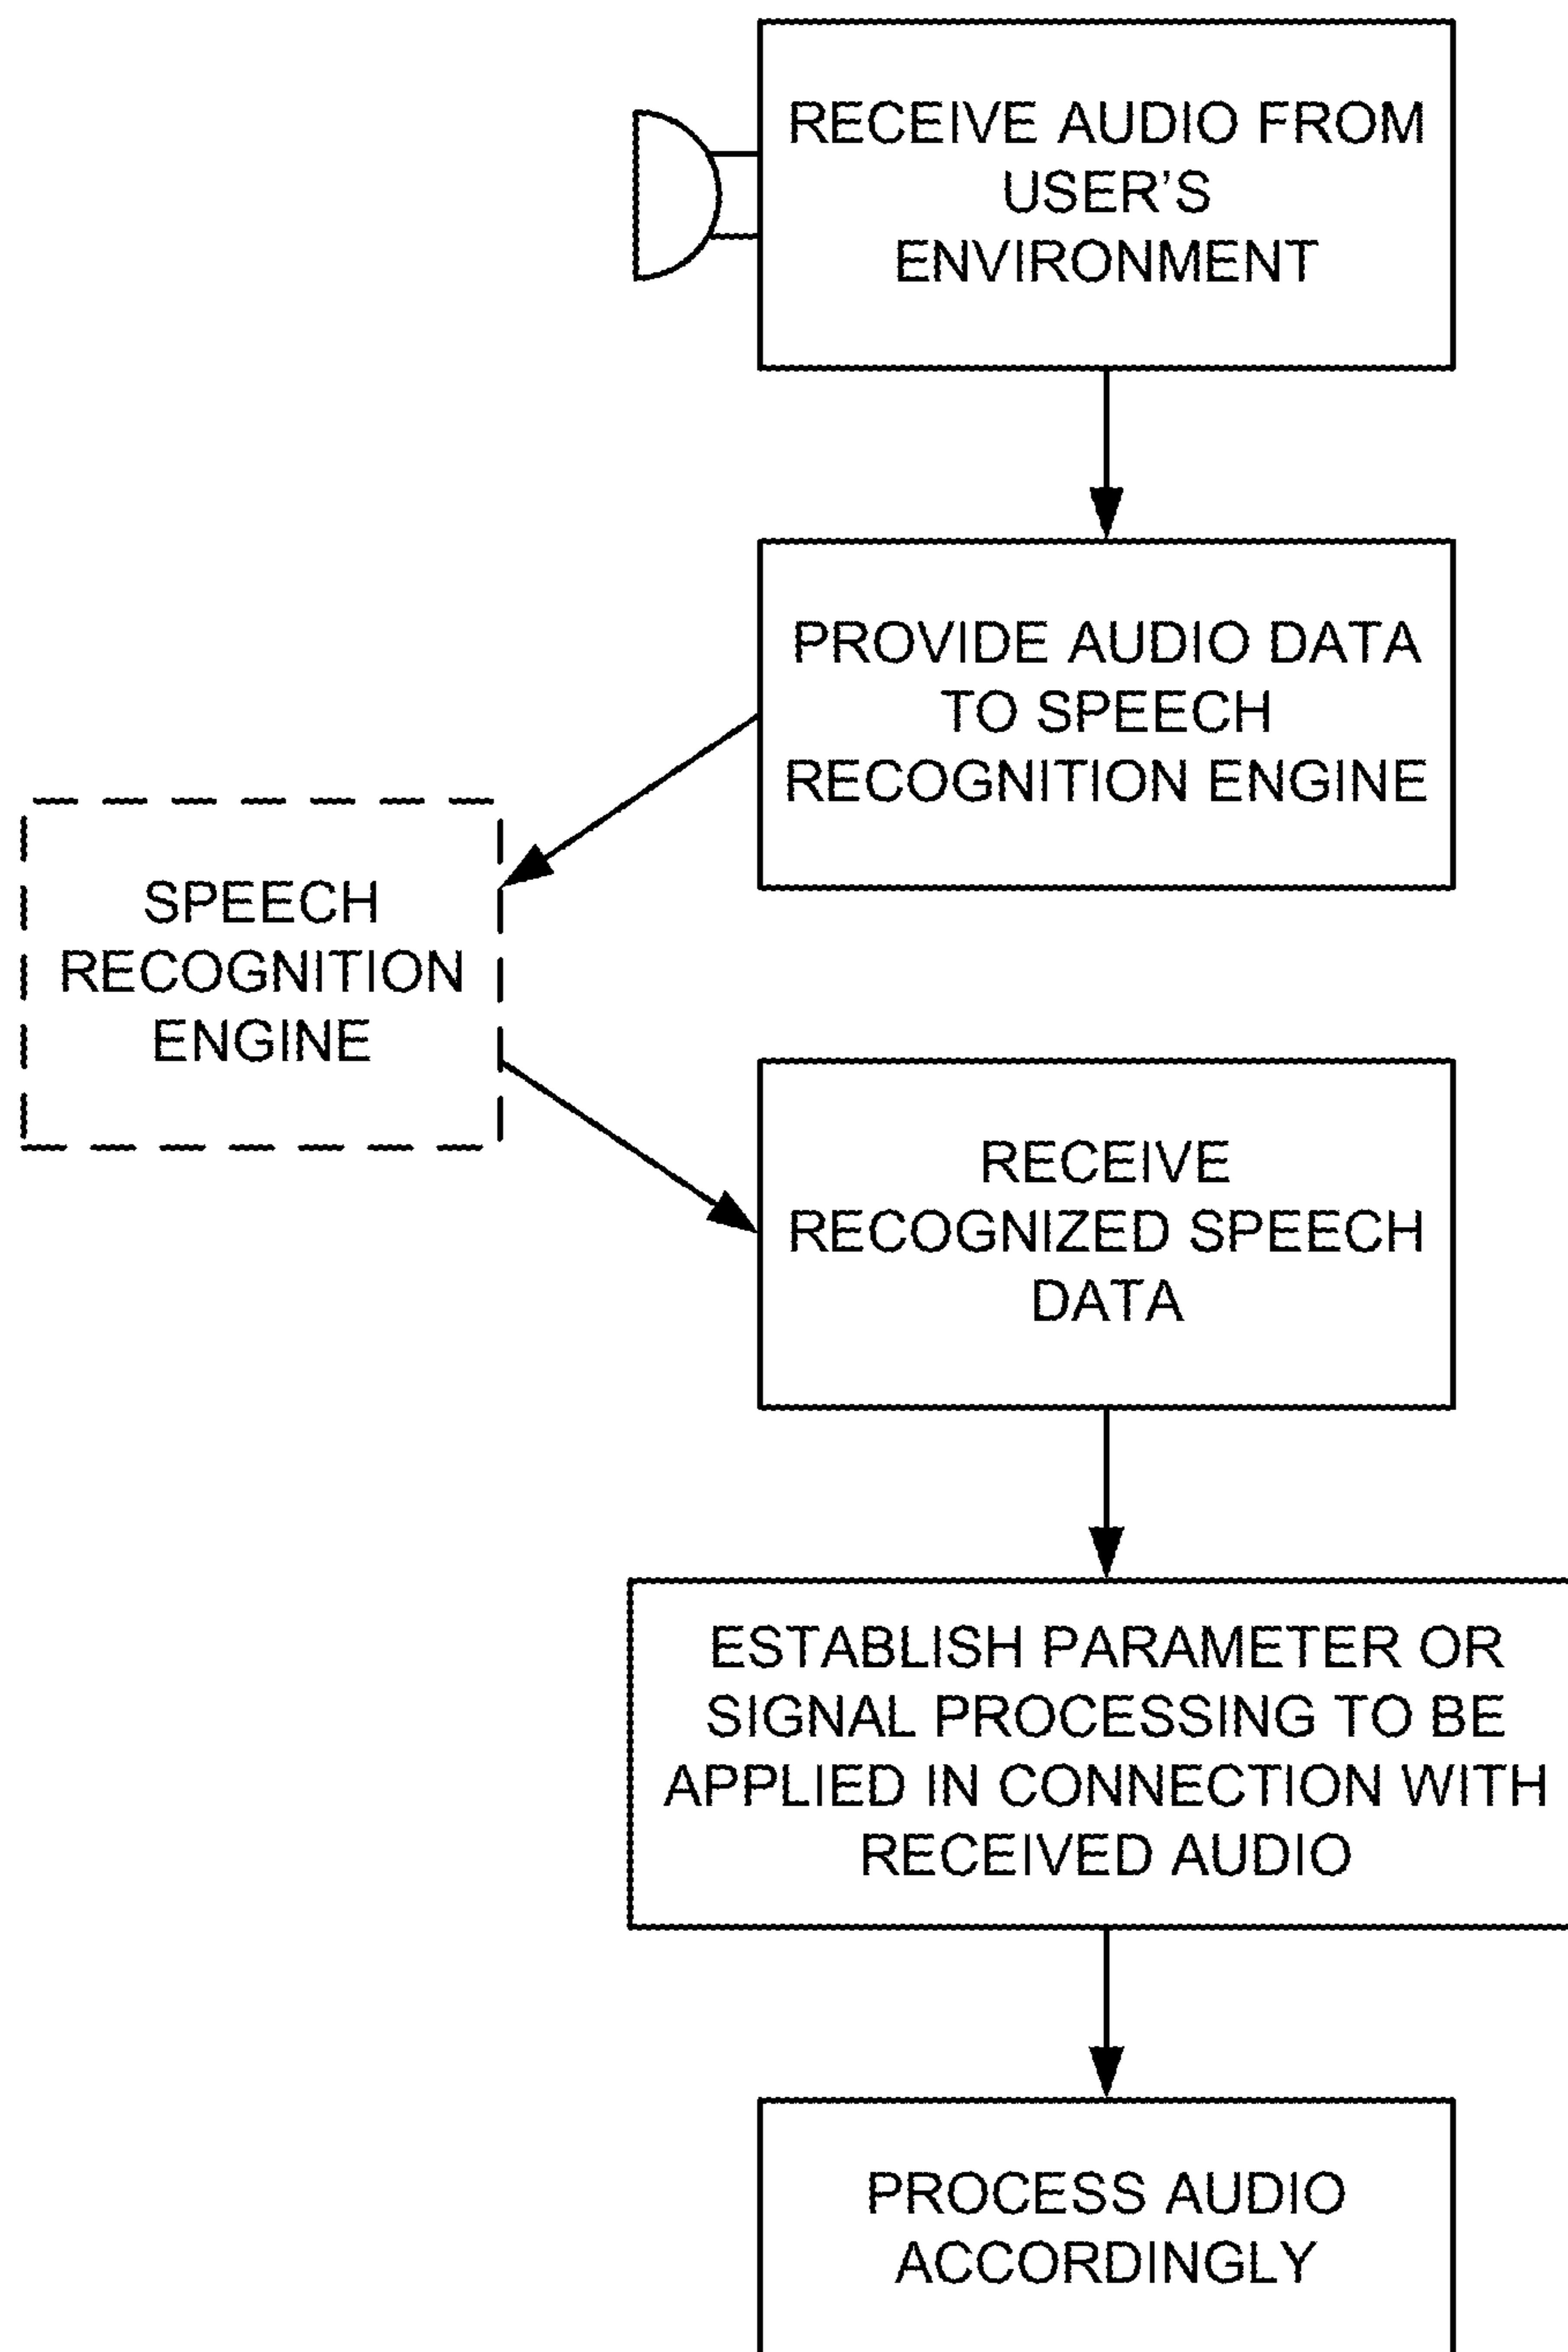 RECEIVE AUDIO FROM
USER'S
ENVIRONMENT
PROVIDE AUDIO DATA
TO SPEECH
RECOGNITION ENGINE
SPEECH
RECOGNITION
ENGINE
RECEIVE
RECOGNIZED SPEECH
DATA
ESTABLISH PARAMETER OR
SIGNAL PROCESSING TO BE
APPLIED IN CONNECTION WITH
RECEIVED AUDIO
PROCESS AUDIO
ACCORDINGLY